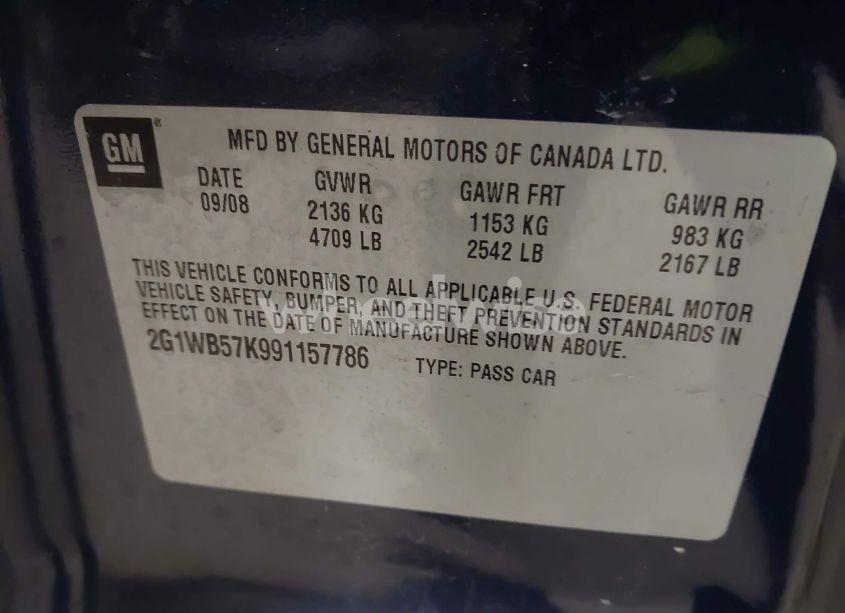 GM®
MFD BY GENERAL MOTORS OF CANADA LTD.
DATE GVWR GAWR FRT GAWR RR
09/08 2136 KG 1153 KG 983 KG
4709 LB 2542 LB 2167 LB
THIS VEHICLE CONFORMS TO ALL APPLICABLE U.S. FEDERAL MOTOR
VEHICLE SAFETY, BUMPER, AND THEFT PREVENTION STANDARDS IN
EFFECT ON THE DATE OF MANUFACTURE SHOWN ABOVE.
2G1WB57K991157786 TYPE: PASS CAR
wheelwise